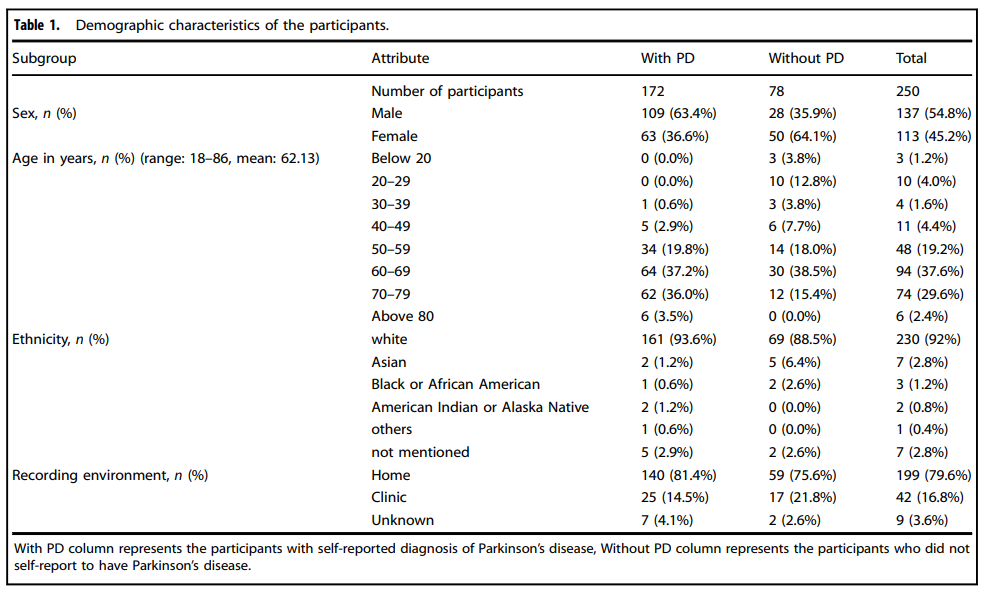 Table 1. Demographic characteristics of the participants.
Subgroup Attribute With PD Without PD Total
Number of participants 172 78 250
Sex, n (%) Male 109 (63.4%) 28 (35.9%) 137 (54.8%)
Female 63 (36.6%) 50 (64.1%) 113 (45.2%)
Age in years, n (%) (range: 18–86, mean: 62.13) Below 20 0 (0.0%) 3 (3.8%) 3 (1.2%)
20–29 0 (0.0%) 10 (12.8%) 10 (4.0%)
30–39 1 (0.6%) 3 (3.8%) 4 (1.6%)
40–49 5 (2.9%) 6 (7.7%) 11 (4.4%)
50–59 34 (19.8%) 14 (18.0%) 48 (19.2%)
60–69 64 (37.2%) 30 (38.5%) 94 (37.6%)
70–79 62 (36.0%) 12 (15.4%) 74 (29.6%)
Above 80 6 (3.5%) 0 (0.0%) 6 (2.4%)
Ethnicity, n (%) white 161 (93.6%) 69 (88.5%) 230 (92%)
Asian 2 (1.2%) 5 (6.4%) 7 (2.8%)
Black or African American 1 (0.6%) 2 (2.6%) 3 (1.2%)
American Indian or Alaska Native 2 (1.2%) 0 (0.0%) 2 (0.8%)
others 1 (0.6%) 0 (0.0%) 1 (0.4%)
not mentioned 5 (2.9%) 2 (2.6%) 7 (2.8%)
Recording environment, n (%) Home 140 (81.4%) 59 (75.6%) 199 (79.6%)
Clinic 25 (14.5%) 17 (21.8%) 42 (16.8%)
Unknown 7 (4.1%) 2 (2.6%) 9 (3.6%)
With PD column represents the participants with self-reported diagnosis of Parkinson's disease, Without PD column represents the participants who did not
self-report to have Parkinson's disease.